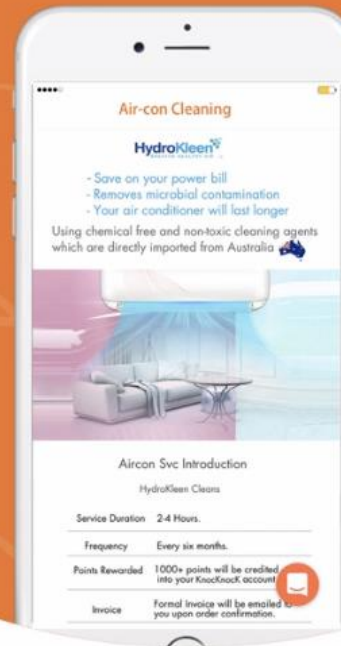 Air-con Cleaning
HydroKleen
- Save on your power bill
- Removes microbial contamination
- Your air conditioner will last longer
Using chemical free and non-toxic cleaning agents
which are directly imported from Australia
Aircon Svc Introduction
HydroKleen Cleans
Service Duration 2-4 Hours.
Frequency Every six months.
Points Rewarded 1000+ points will be credited
into your KnocKnocK account
Invoice Formal Invoice will be emailed to
you upon order confirmation.